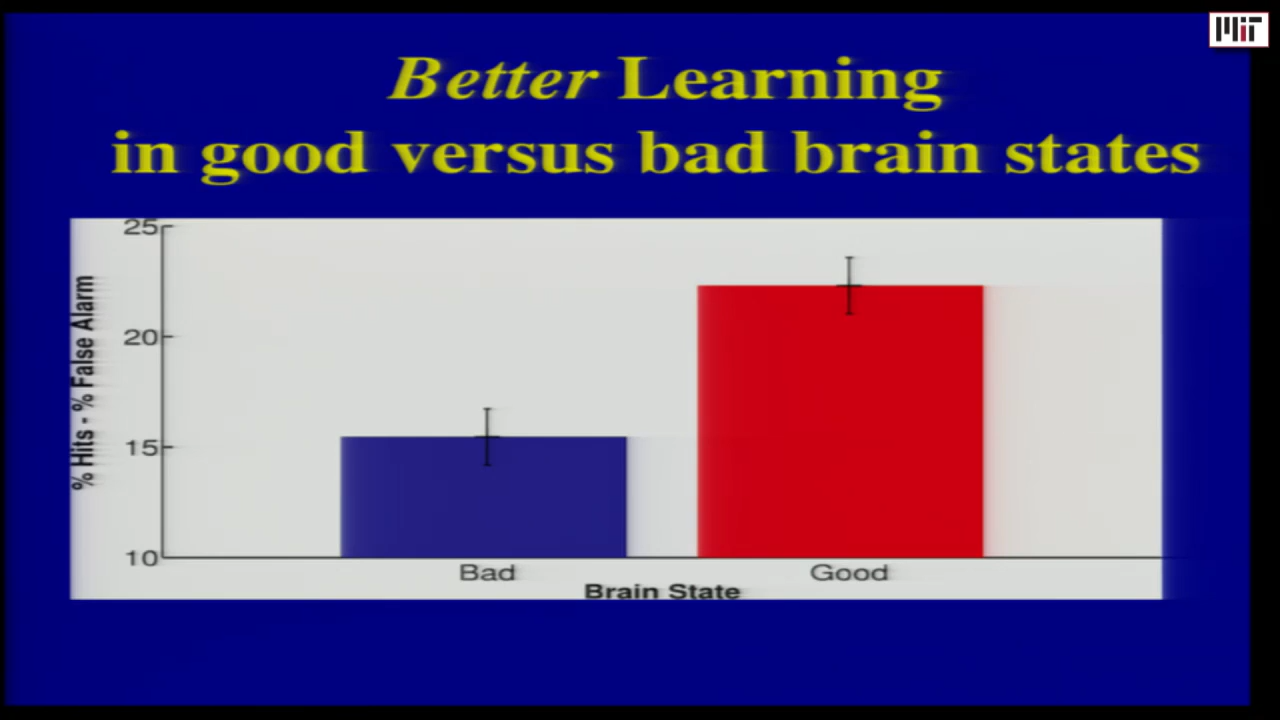 MIT
Better Learning
in good versus bad brain states
% Hits - % False Alarm
25
20
15
10
Bad
Good
Brain State